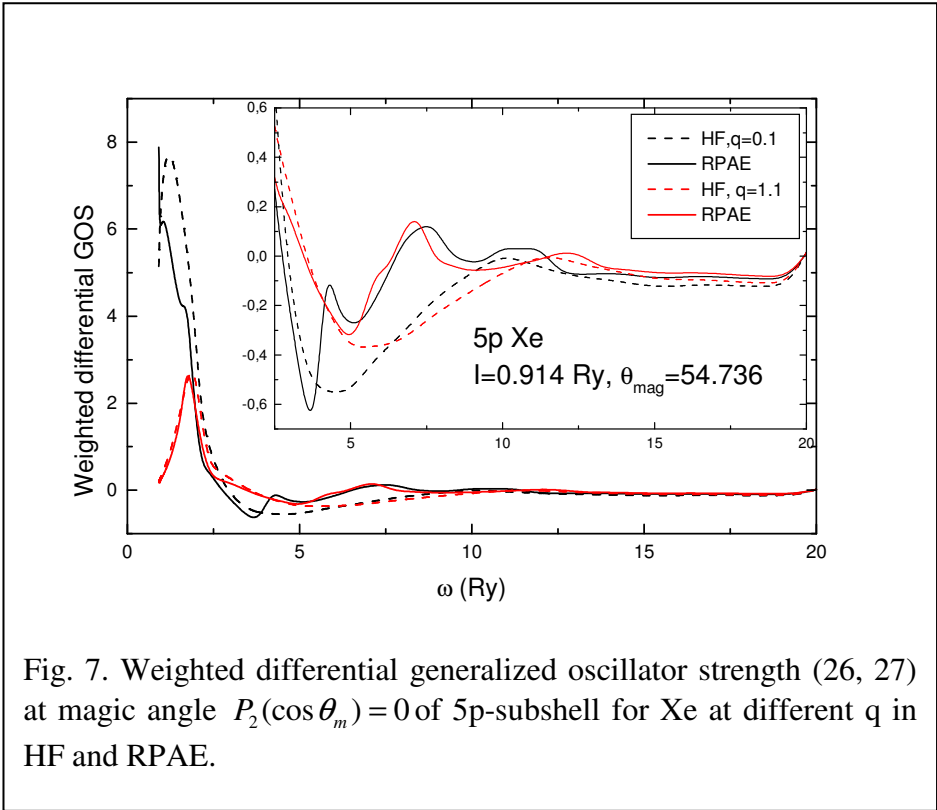 0,6
0,4
0,2
0,0
-0,2
-0,4
-0,6
5
10
15
20
HF,q=0.1
RPAE
HF, q=1.1
RPAE
5p Xe
I=0.914 Ry, θmag=54.736
8
6
4
2
0
Weighted differential GOS
0
5
10
15
20
ω (Ry)
Fig. 7. Weighted differential generalized oscillator strength (26, 27)
at magic angle P₂(cosθₘ) = 0 of 5p-subshell for Xe at different q in
HF and RPAE.